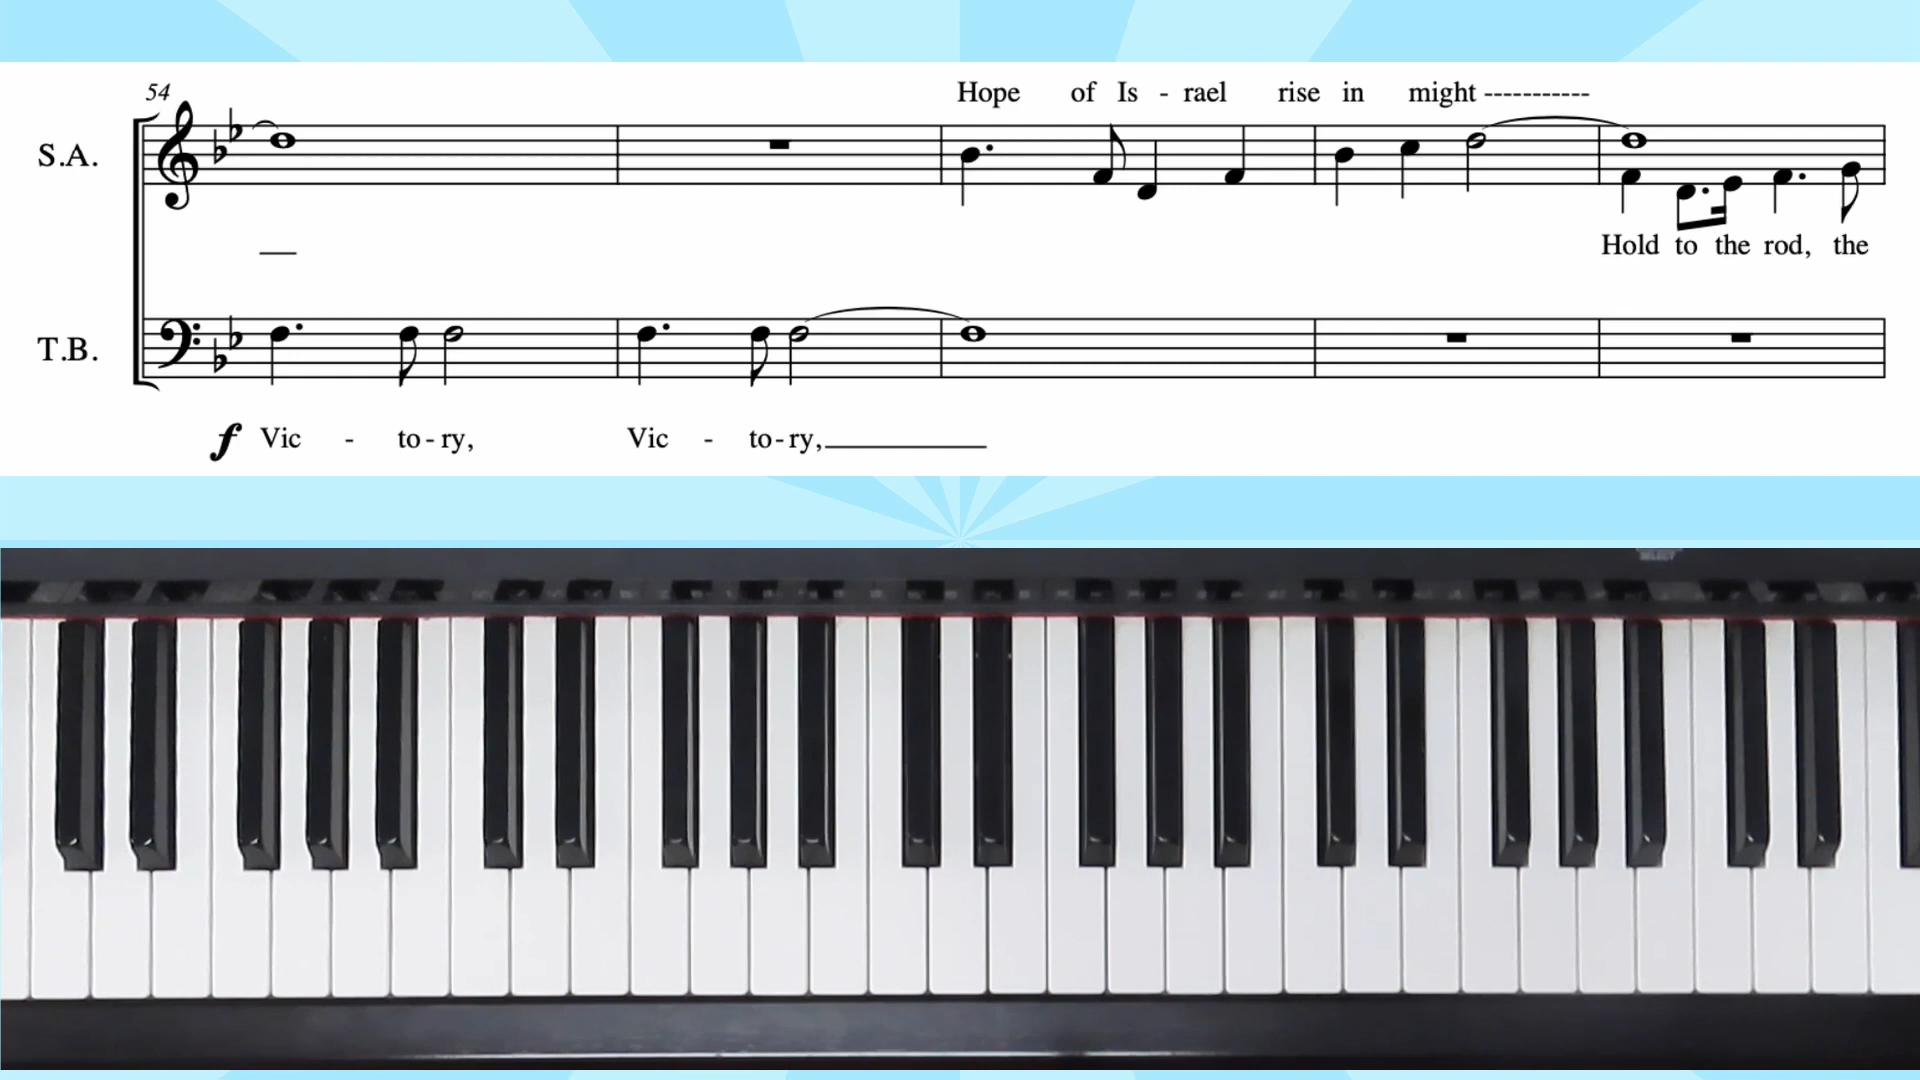 54
Hope of Is - rael rise in might -----------
S.A.
Hold to the rod, the
T.B.
f Vic - to - ry, Vic - to - ry,
SELECT